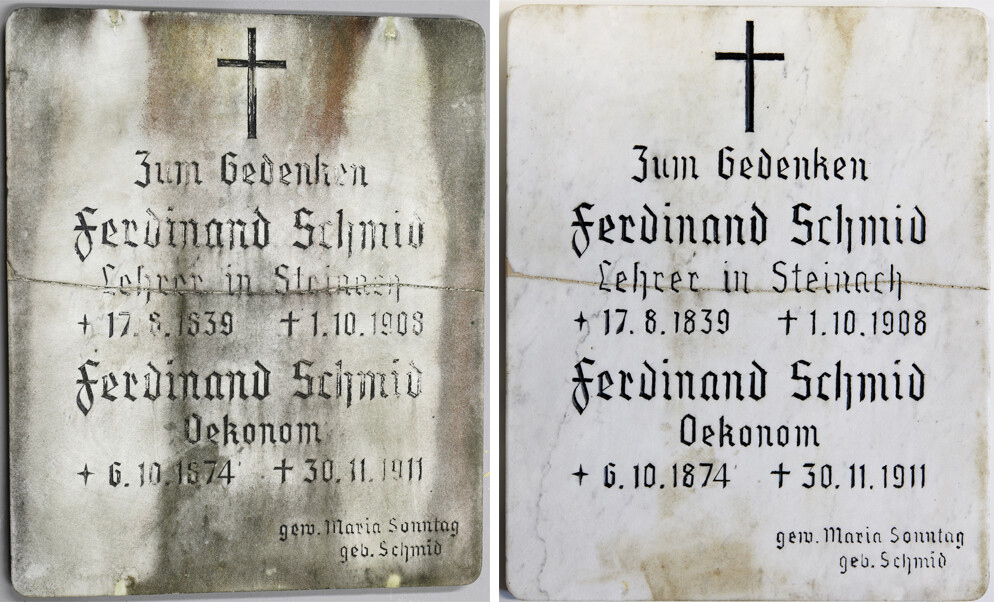 Zum Gedenken
Ferdinand Schmid
Lehrer in Steinach
+ 17.8.1839 † 1.10.1908
Ferdinand Schmid
Oekonom
+ 6.10.1874 † 30.11.1911
gew. Maria Sonntag
geb. Schmid
Zum Gedenken
Ferdinand Schmid
Lehrer in Steinach
+ 17.8.1839 † 1.10.1908
Ferdinand Schmid
Oekonom
+ 6.10.1874 † 30.11.1911
gew. Maria Sonntag
geb. Schmid